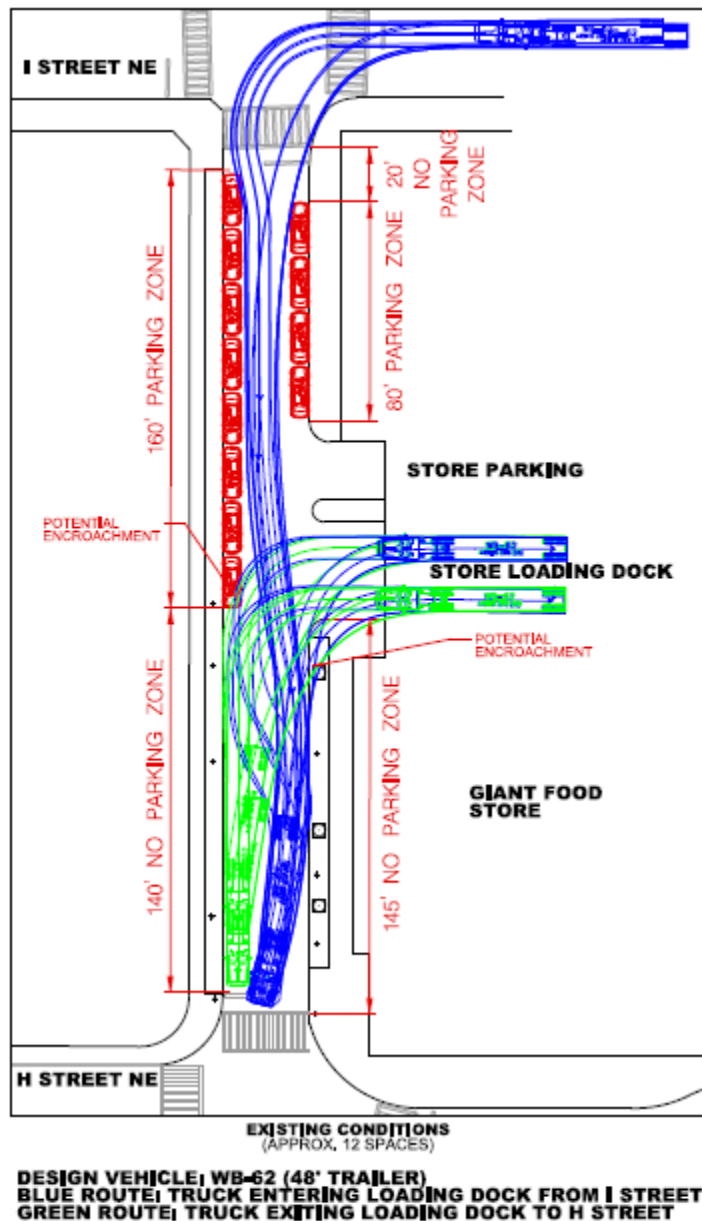 I STREET NE
20'
NO
PARKING
ZONE
160' PARKING ZONE
80' PARKING ZONE
STORE PARKING
POTENTIAL
ENCROACHMENT
STORE LOADING DOCK
POTENTIAL
ENCROACHMENT
140' NO PARKING ZONE
145' NO PARKING ZONE
GIANT FOOD
STORE
H STREET NE
EXISTING CONDITIONS
(APPROX. 12 SPACES)
DESIGN VEHICLE: WB-62 (48' TRAILER)
BLUE ROUTE: TRUCK ENTERING LOADING DOCK FROM I STREET
GREEN ROUTE: TRUCK EXITING LOADING DOCK TO H STREET